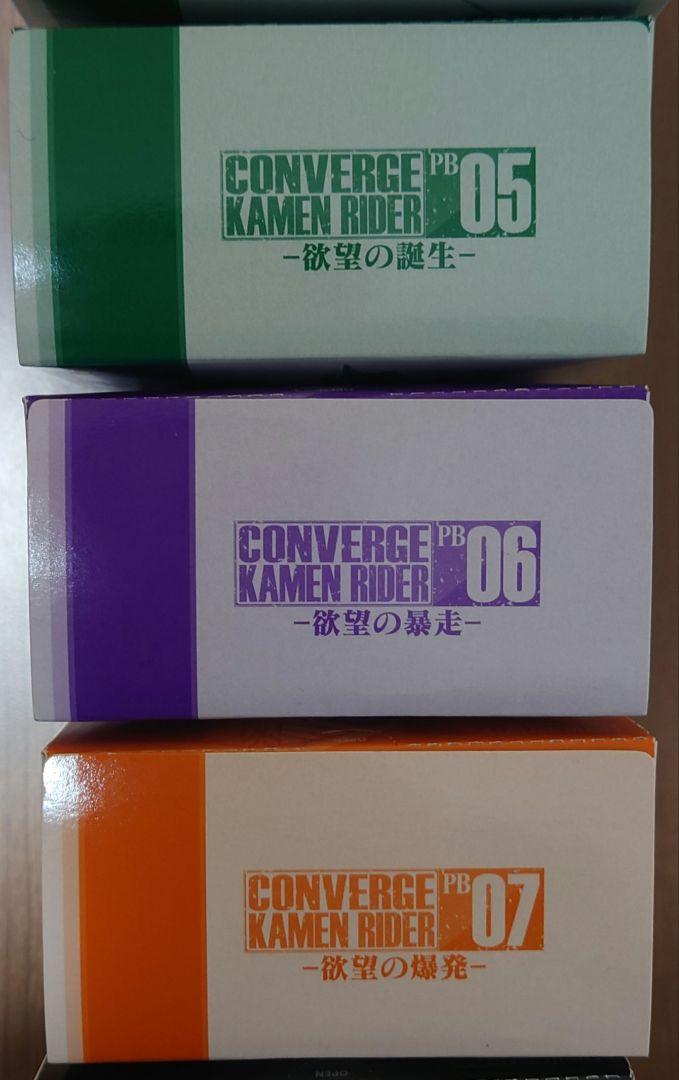 CONVERGE
KAMEN RIDER
PB 05
-欲望の誕生-
CONVERGE
KAMEN RIDER
PB 06
-欲望の暴走-
CONVERGE
KAMEN RIDER
PB 07
-欲望の爆発-
OPEN